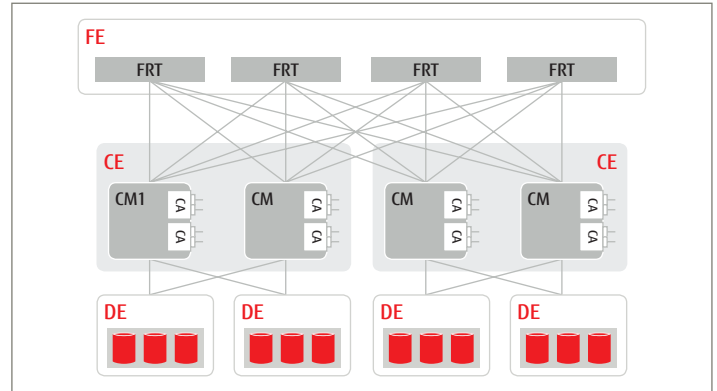 FE
FRT FRT FRT FRT
CE CE
CM1 CA CM CA CM CA CM CA
CA CA CA CA
DE DE DE DE